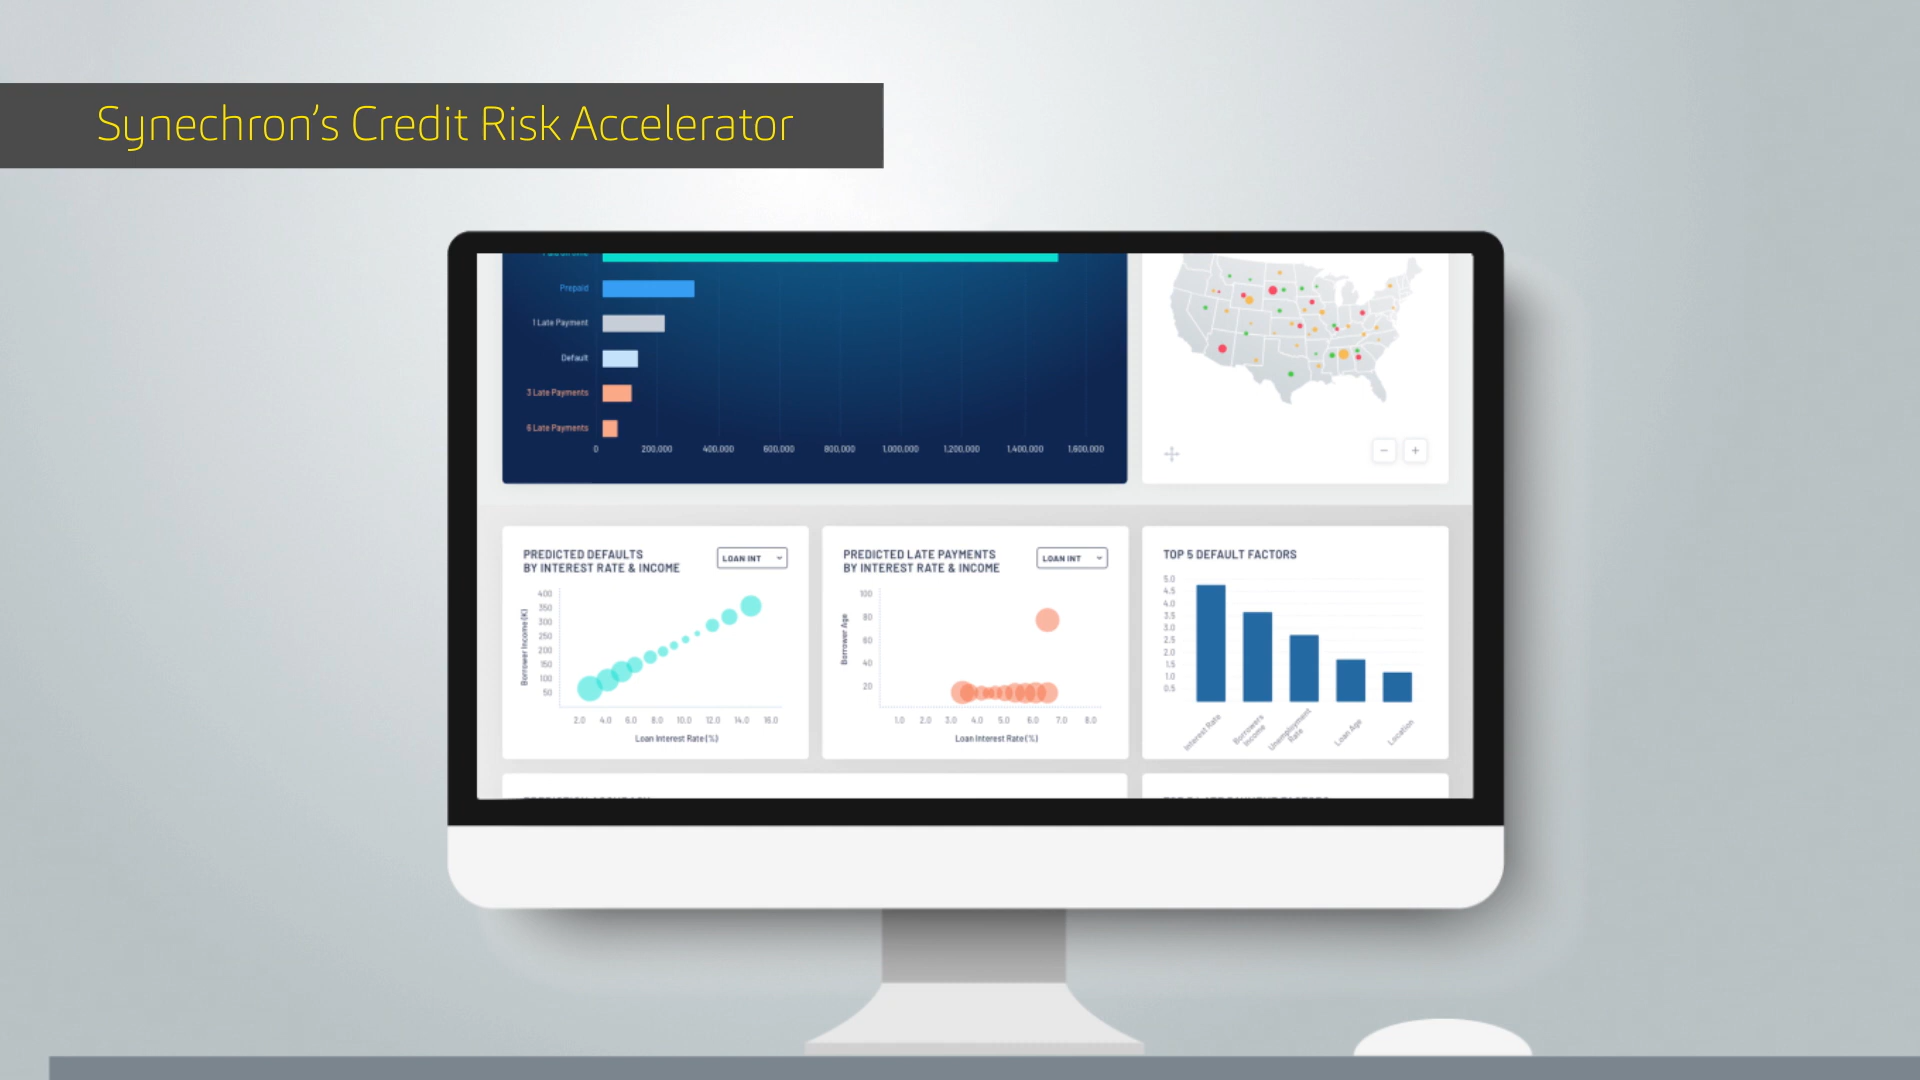 Synechron's Credit Risk Accelerator
Prepaid
1 Late Payment
Default
3 Late Payments
6 Late Payments
0 200,000 400,000 600,000 800,000 1,000,000 1,200,000 1,400,000 1,600,000
− +
PREDICTED DEFAULTS
BY INTEREST RATE & INCOME
LOAN INT
400
350
300
250
200
150
100
50
Borrower Income (K)
2.0 4.0 6.0 8.0 10.0 12.0 14.0 16.0
Loan Interest Rate (%)
PREDICTED LATE PAYMENTS
BY INTEREST RATE & INCOME
LOAN INT
100
80
60
40
20
Borrower Age
1.0 2.0 3.0 4.0 5.0 6.0 7.0 8.0
Loan Interest Rate (%)
TOP 5 DEFAULT FACTORS
5.0
4.5
4.0
3.5
3.0
2.5
2.0
1.5
1.0
0.5
Interest Rate
Borrowers
Income
Unemployment
Rate
Loan Age
Location